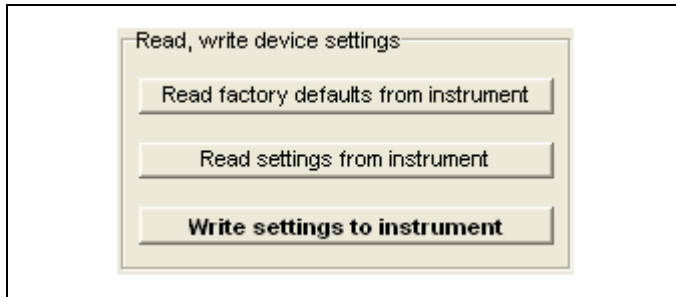 Read, write device settings
Read factory defaults from instrument
Read settings from instrument
Write settings to instrument